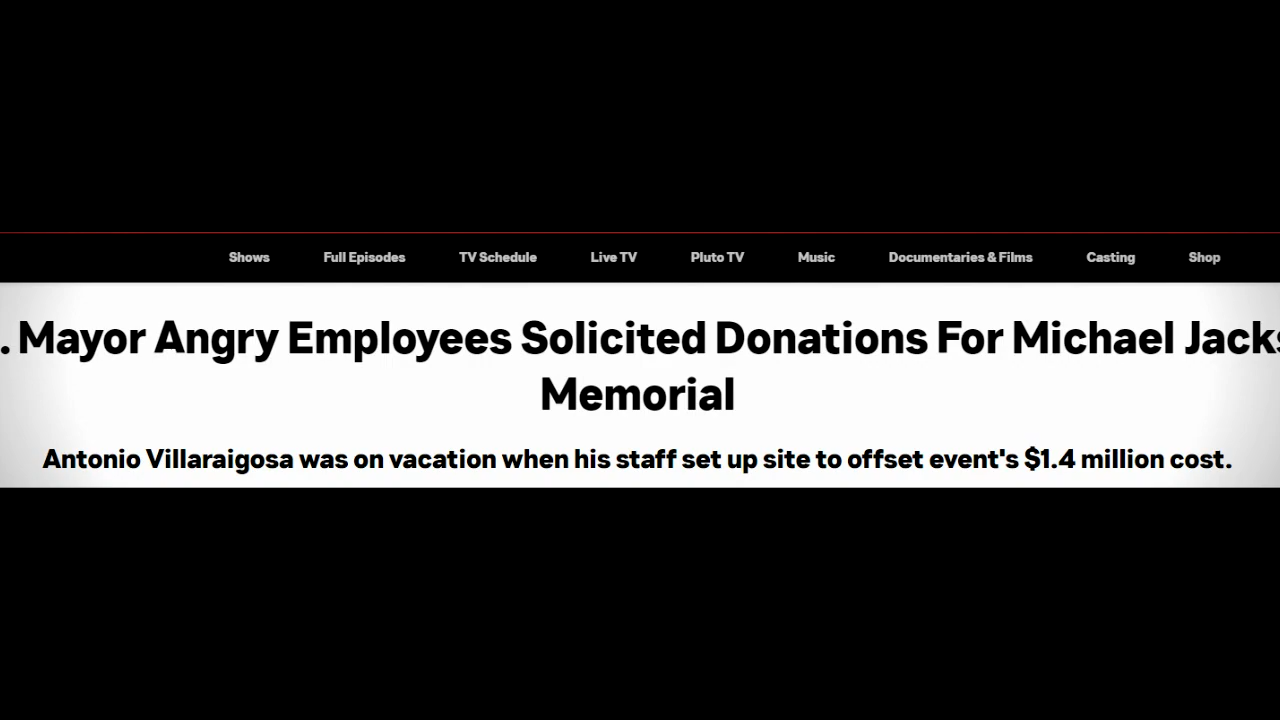 Shows Full Episodes TV Schedule Live TV Pluto TV Music Documentaries & Films Casting Shop
. Mayor Angry Employees Solicited Donations For Michael Jacks
Memorial
Antonio Villaraigosa was on vacation when his staff set up site to offset event's $1.4 million cost.